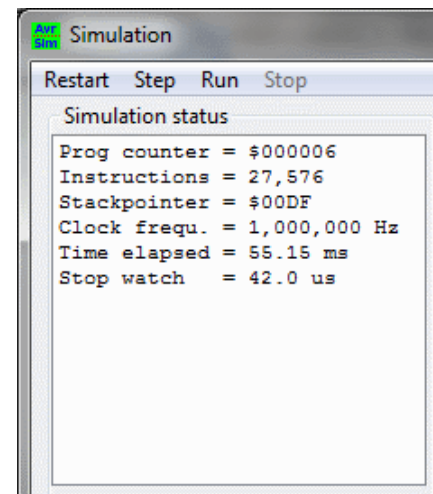 Avr
Sim
Simulation
Restart Step Run Stop
Simulation status
Prog counter = $000006
Instructions = 27,576
Stackpointer = $00DF
Clock frequ. = 1,000,000 Hz
Time elapsed = 55.15 ms
Stop watch = 42.0 us